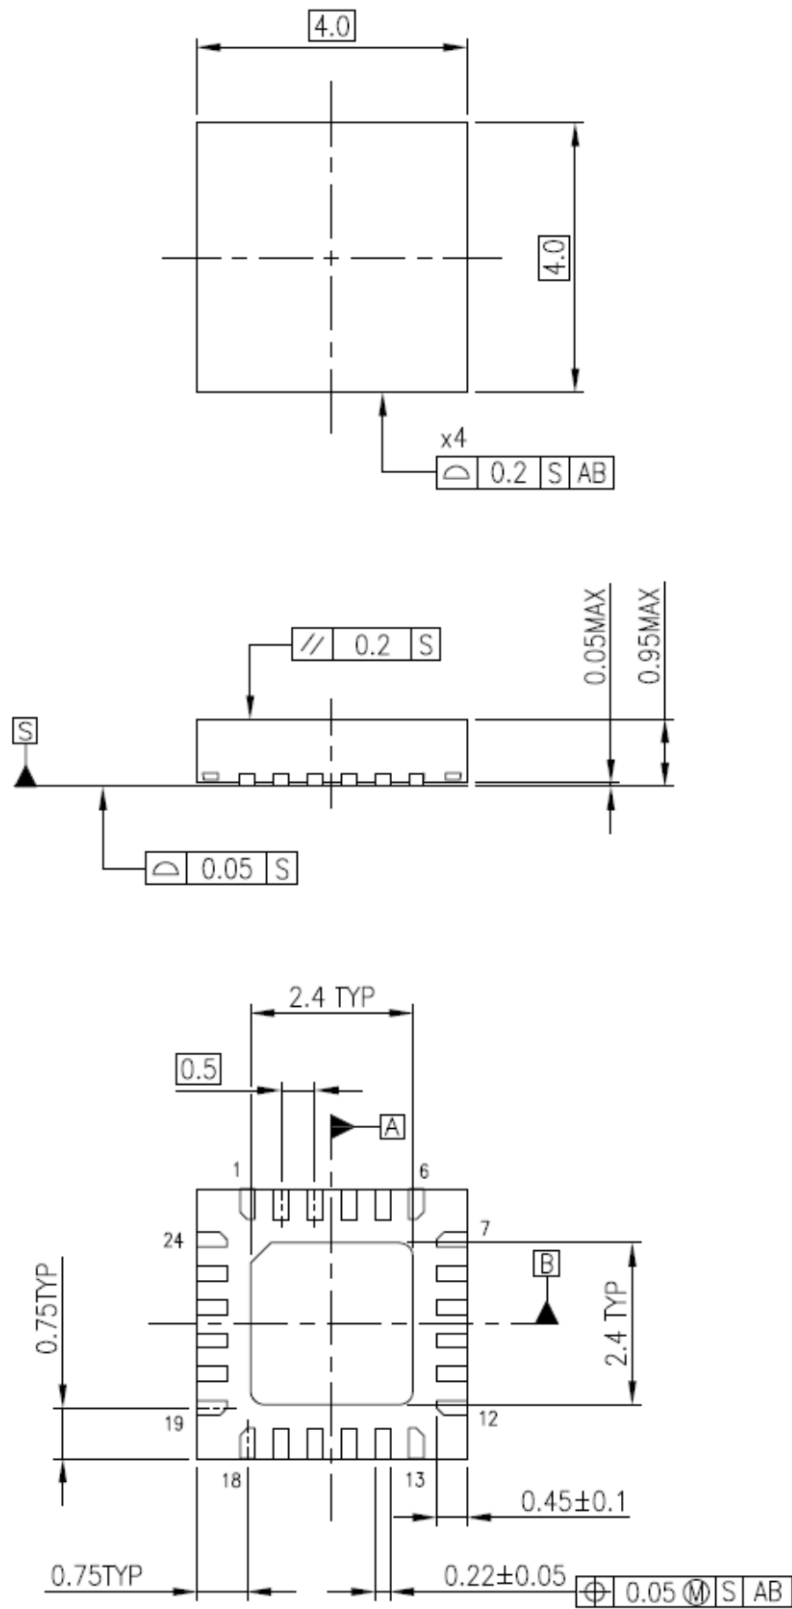 4.0
4.0
x4
⌓ 0.2 S AB
0.05MAX
0.95MAX
// 0.2 S
S
⌓ 0.05 S
2.4 TYP
0.5
A
1
6
24
7
B
0.75TYP
2.4 TYP
19
12
18
13
0.45±0.1
0.75TYP
0.22±0.05
⌖ 0.05 Ⓜ S AB